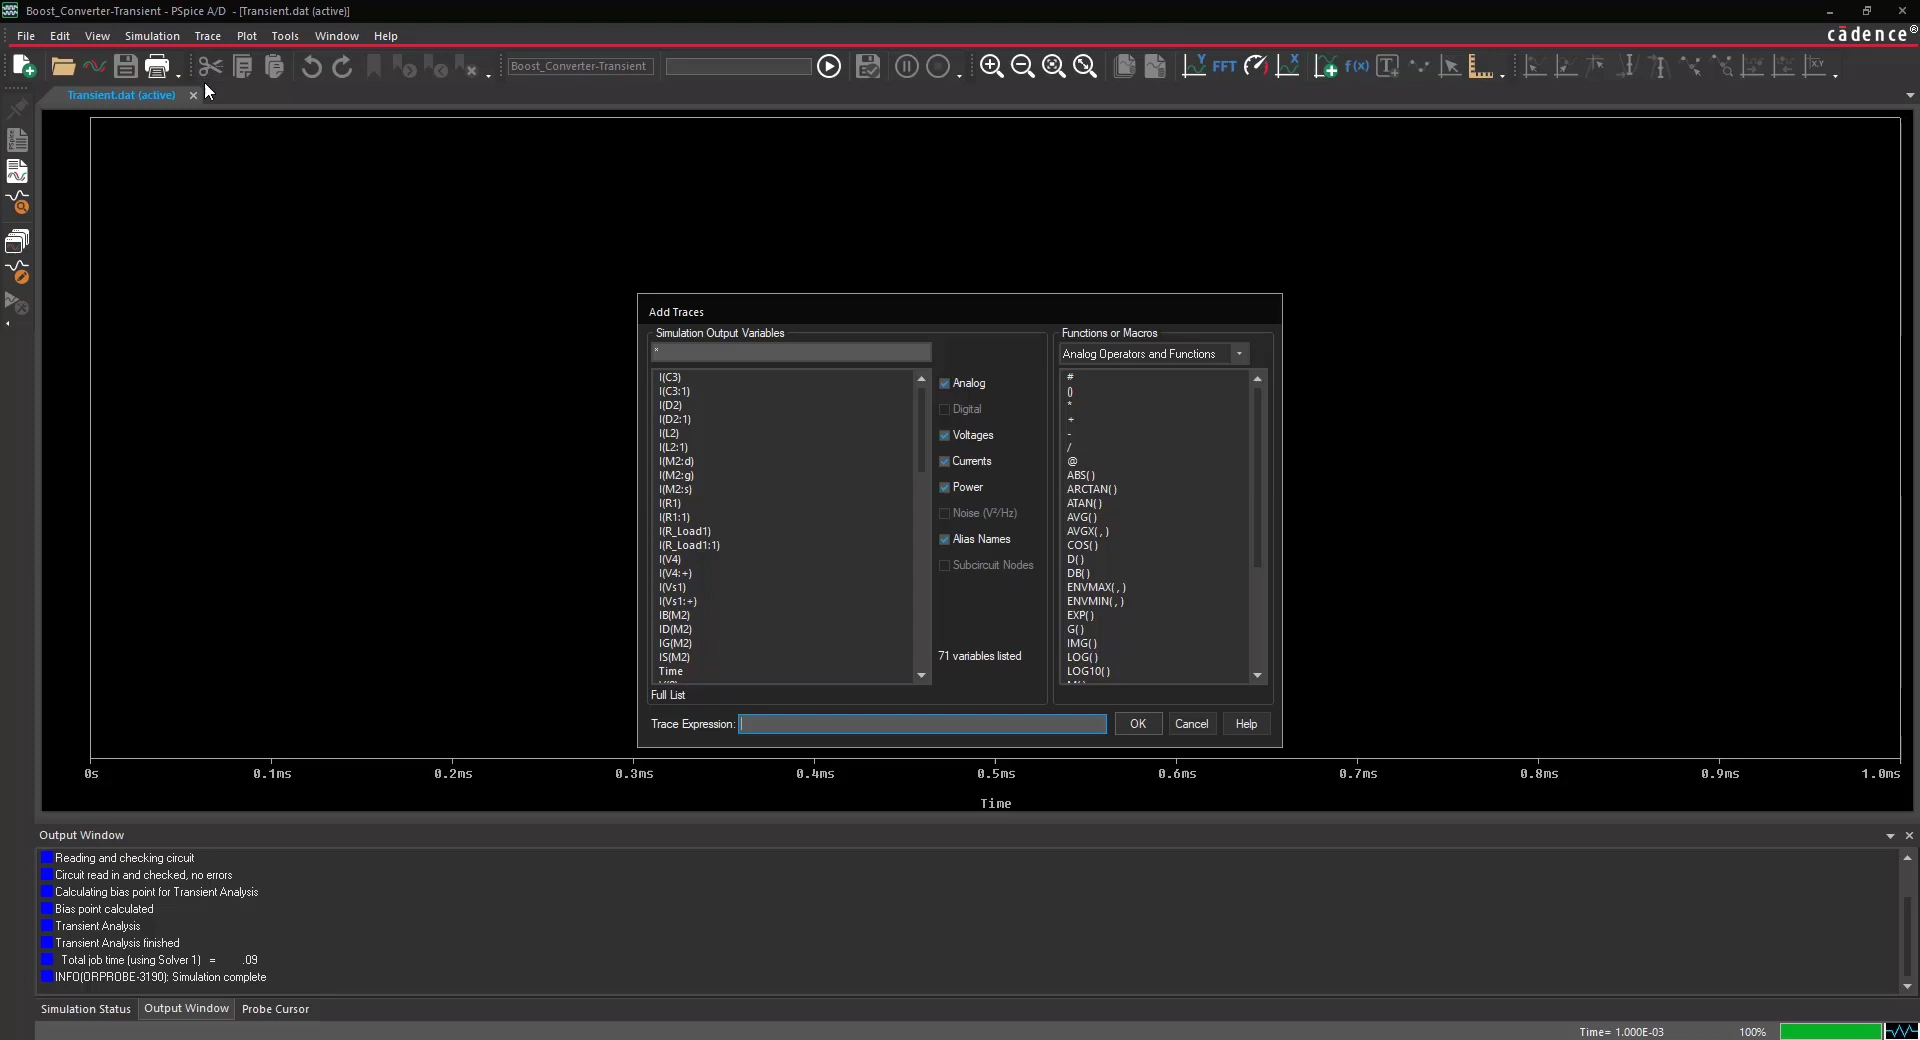 Boost_Converter-Transient - PSpice A/D - [Transient.dat (active)]
File Edit View Simulation Trace Plot Tools Window Help
cādence®
Boost_Converter-Transient
FFT
f(x)
Transient.dat (active)
Add Traces
Simulation Output Variables
*
I(C3)
I(C3:1)
I(D2)
I(D2:1)
I(L2)
I(L2:1)
I(M2:d)
I(M2:g)
I(M2:s)
I(R1)
I(R1:1)
I(R_Load1)
I(R_Load1:1)
I(V4)
I(V4:+)
I(Vs1)
I(Vs1:+)
IB(M2)
ID(M2)
IG(M2)
IS(M2)
Time
Full List
Analog
Digital
Voltages
Currents
Power
Noise (V²/Hz)
Alias Names
Subcircuit Nodes
71 variables listed
Functions or Macros
Analog Operators and Functions
#
()
*
+
-
/
@
ABS()
ARCTAN()
ATAN()
AVG()
AVGX(,)
COS()
D()
DB()
ENVMAX(,)
ENVMIN(,)
EXP()
G()
IMG()
LOG()
LOG10()
Trace Expression:
OK Cancel Help
0s 0.1ms 0.2ms 0.3ms 0.4ms 0.5ms 0.6ms 0.7ms 0.8ms 0.9ms 1.0ms
Time
Output Window
Reading and checking circuit
Circuit read in and checked, no errors
Calculating bias point for Transient Analysis
Bias point calculated
Transient Analysis
Transient Analysis finished
Total job time (using Solver 1) = .09
INFO(ORPROBE-3190): Simulation complete
Simulation Status Output Window Probe Cursor
Time= 1.000E-03 100%